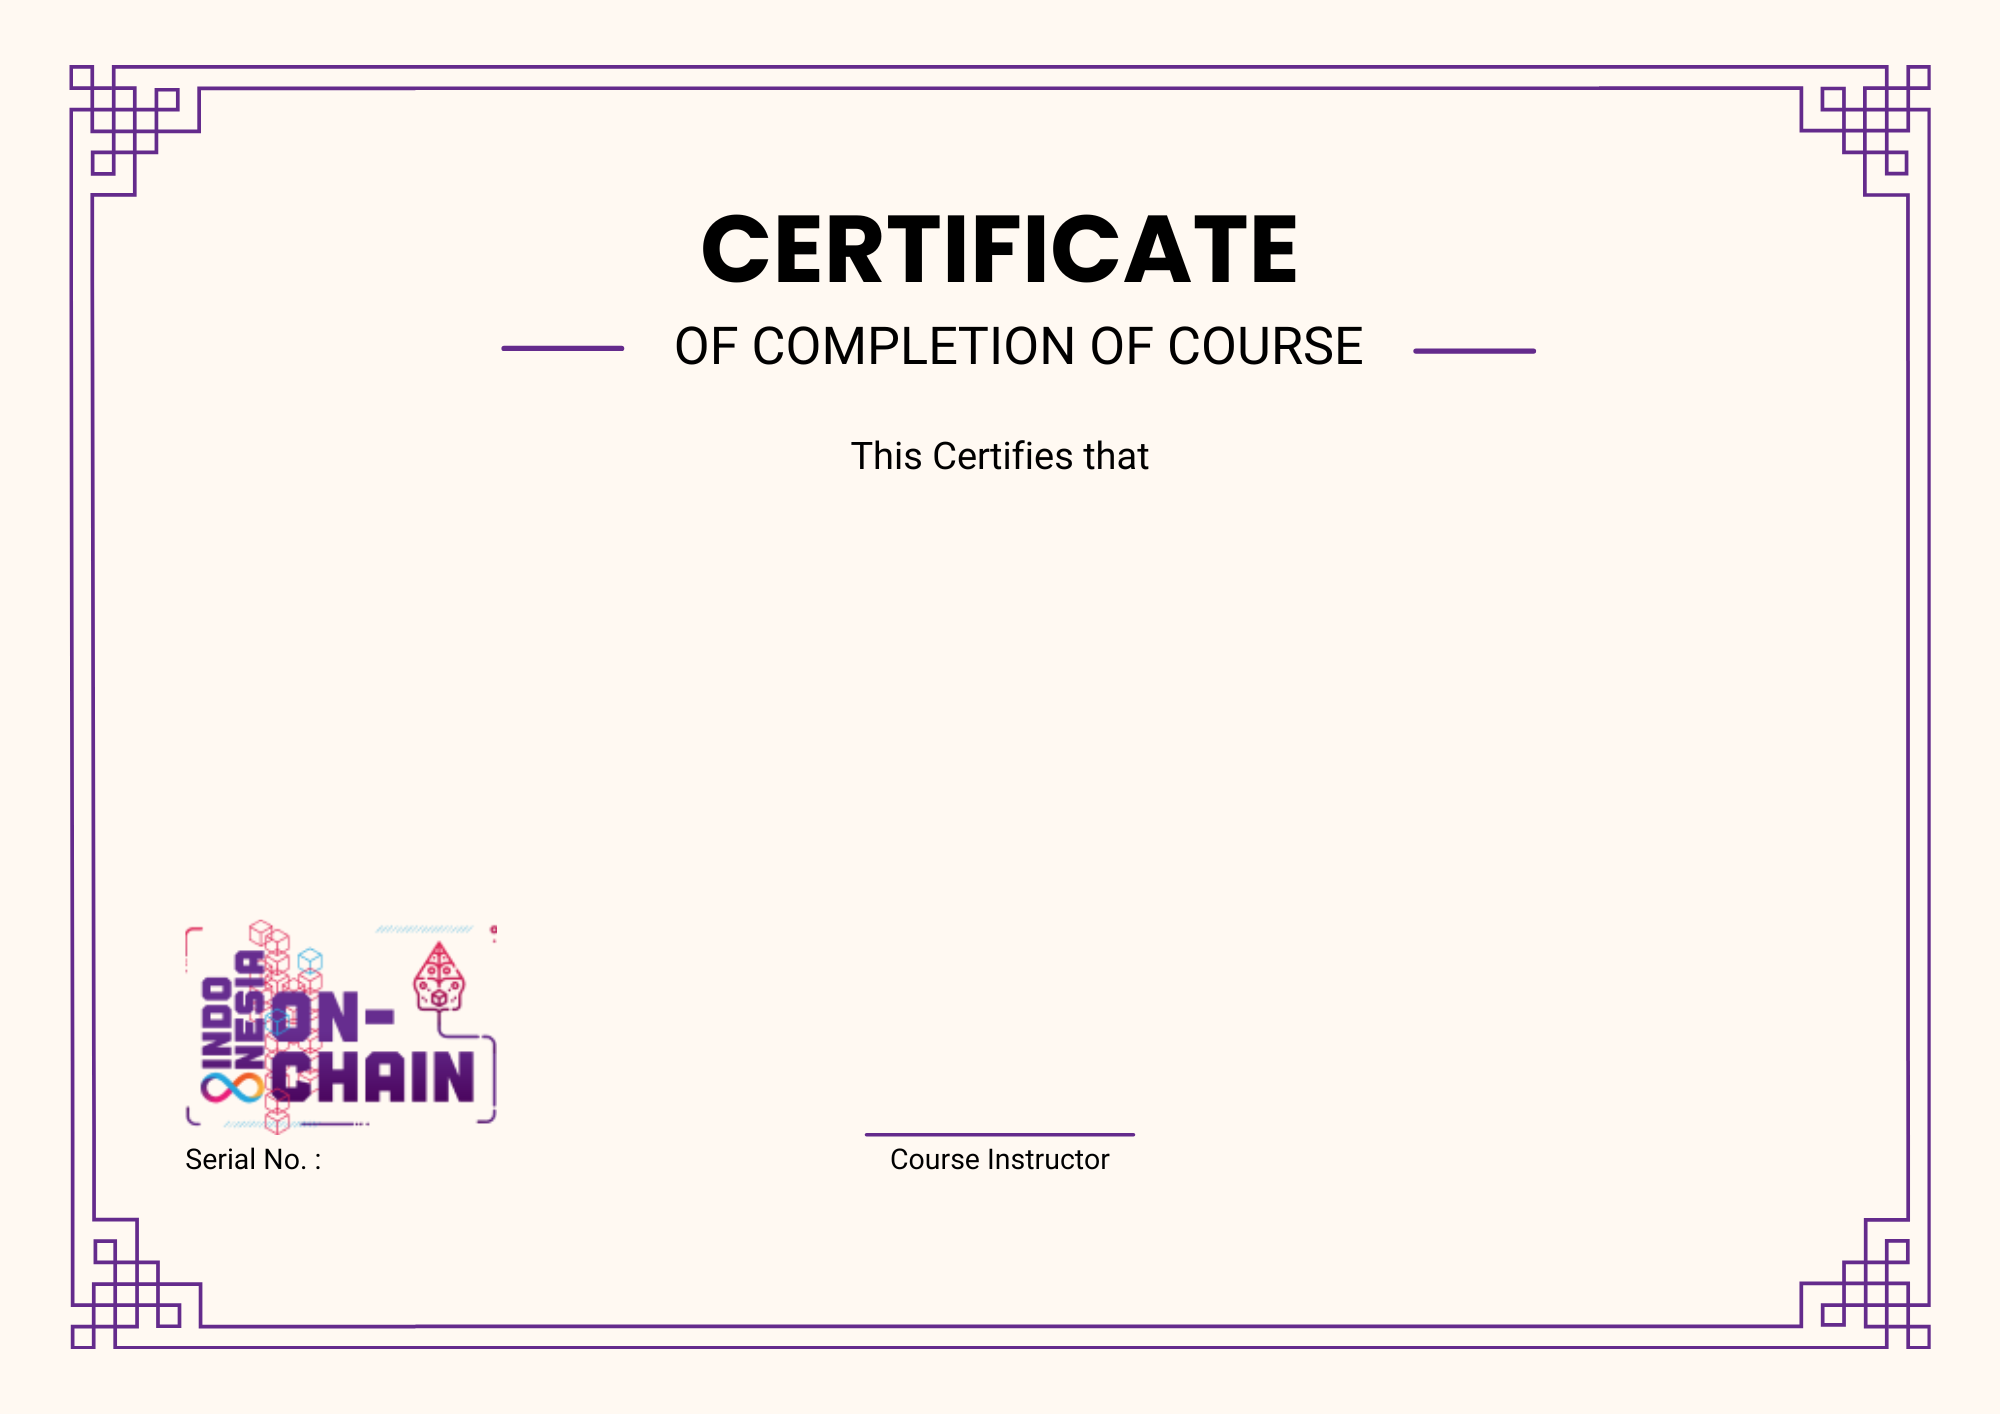 CERTIFICATE
OF COMPLETION OF COURSE
This Certifies that
INDO
NESIA
ON-
CHAIN
Serial No. :
Course Instructor